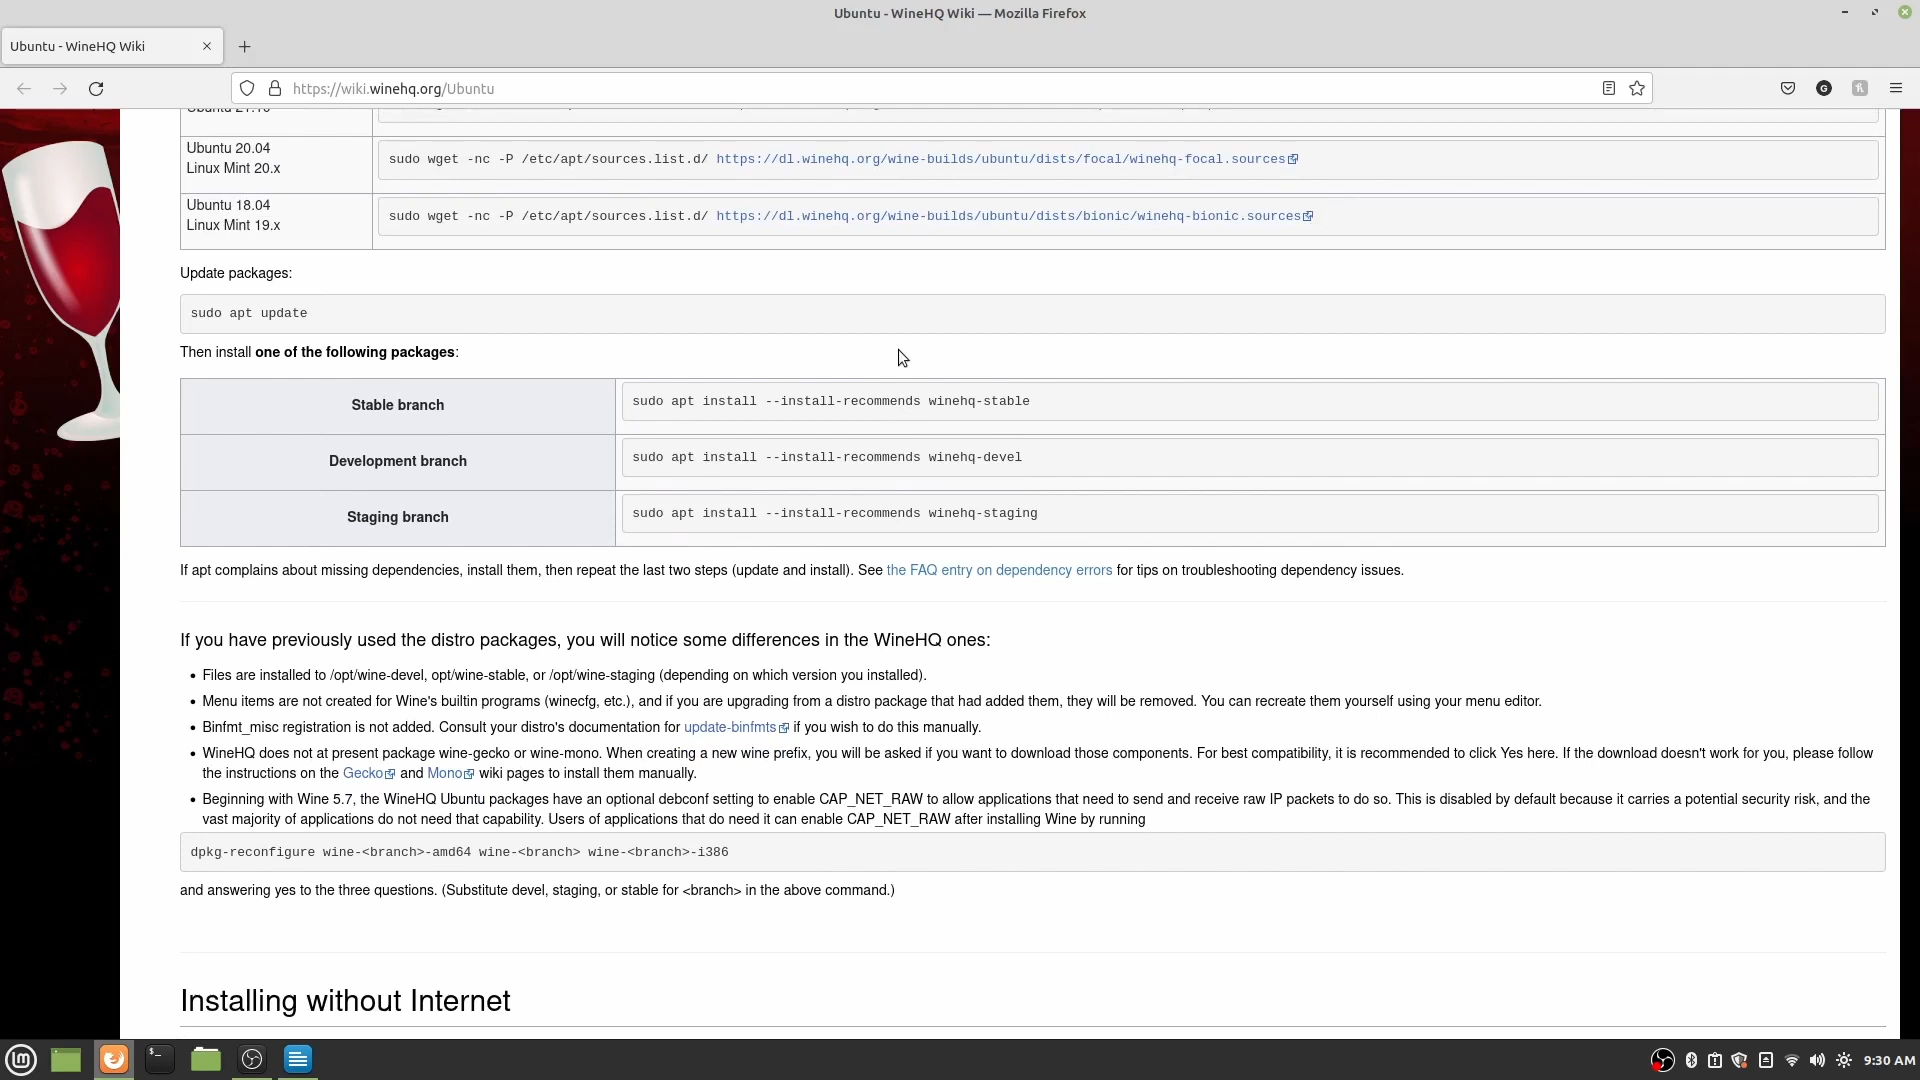 Ubuntu - WineHQ Wiki — Mozilla Firefox
Ubuntu - WineHQ Wiki
https://wiki.winehq.org/Ubuntu
Ubuntu 20.04
Linux Mint 20.x
sudo wget -nc -P /etc/apt/sources.list.d/ https://dl.winehq.org/wine-builds/ubuntu/dists/focal/winehq-focal.sources
Ubuntu 18.04
Linux Mint 19.x
sudo wget -nc -P /etc/apt/sources.list.d/ https://dl.winehq.org/wine-builds/ubuntu/dists/bionic/winehq-bionic.sources
Update packages:
sudo apt update
Then install one of the following packages:
Stable branch
sudo apt install --install-recommends winehq-stable
Development branch
sudo apt install --install-recommends winehq-devel
Staging branch
sudo apt install --install-recommends winehq-staging
If apt complains about missing dependencies, install them, then repeat the last two steps (update and install). See the FAQ entry on dependency errors for tips on troubleshooting dependency issues.
If you have previously used the distro packages, you will notice some differences in the WineHQ ones:
• Files are installed to /opt/wine-devel, opt/wine-stable, or /opt/wine-staging (depending on which version you installed).
• Menu items are not created for Wine's builtin programs (winecfg, etc.), and if you are upgrading from a distro package that had added them, they will be removed. You can recreate them yourself using your menu editor.
• Binfmt_misc registration is not added. Consult your distro's documentation for update-binfmts if you wish to do this manually.
• WineHQ does not at present package wine-gecko or wine-mono. When creating a new wine prefix, you will be asked if you want to download those components. For best compatibility, it is recommended to click Yes here. If the download doesn't work for you, please follow
the instructions on the Gecko and Mono wiki pages to install them manually.
• Beginning with Wine 5.7, the WineHQ Ubuntu packages have an optional debconf setting to enable CAP_NET_RAW to allow applications that need to send and receive raw IP packets to do so. This is disabled by default because it carries a potential security risk, and the
vast majority of applications do not need that capability. Users of applications that do need it can enable CAP_NET_RAW after installing Wine by running
dpkg-reconfigure wine-<branch>-amd64 wine-<branch> wine-<branch>-i386
and answering yes to the three questions. (Substitute devel, staging, or stable for <branch> in the above command.)
Installing without Internet
9:30 AM